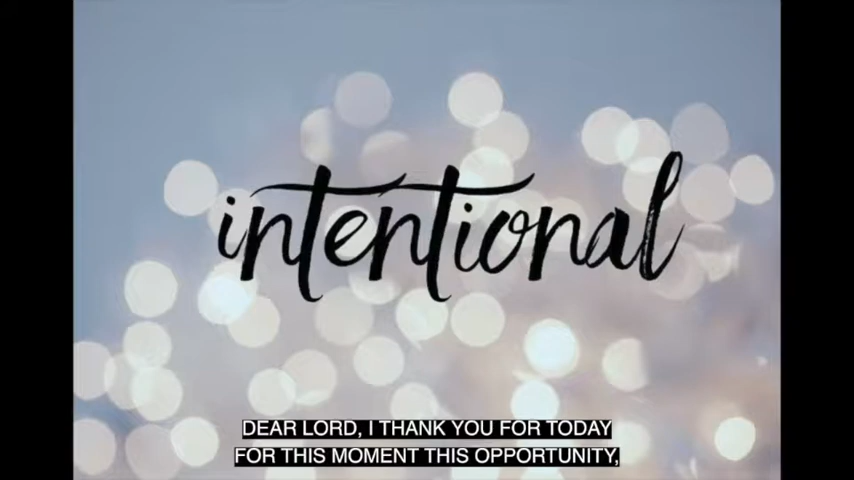 intentional
DEAR LORD, I THANK YOU FOR TODAY
FOR THIS MOMENT THIS OPPORTUNITY,